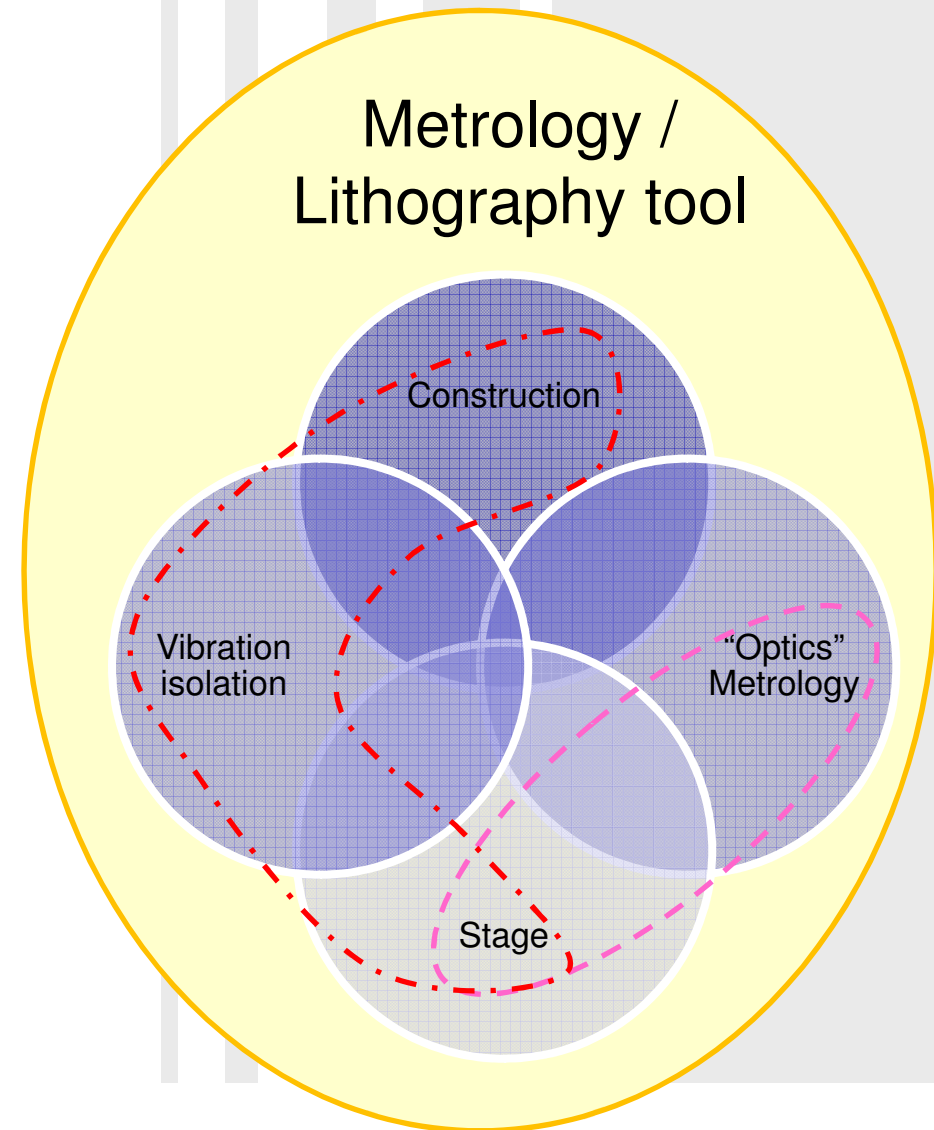 Metrology /
Lithography tool
Construction
Vibration
isolation
“Optics”
Metrology
Stage